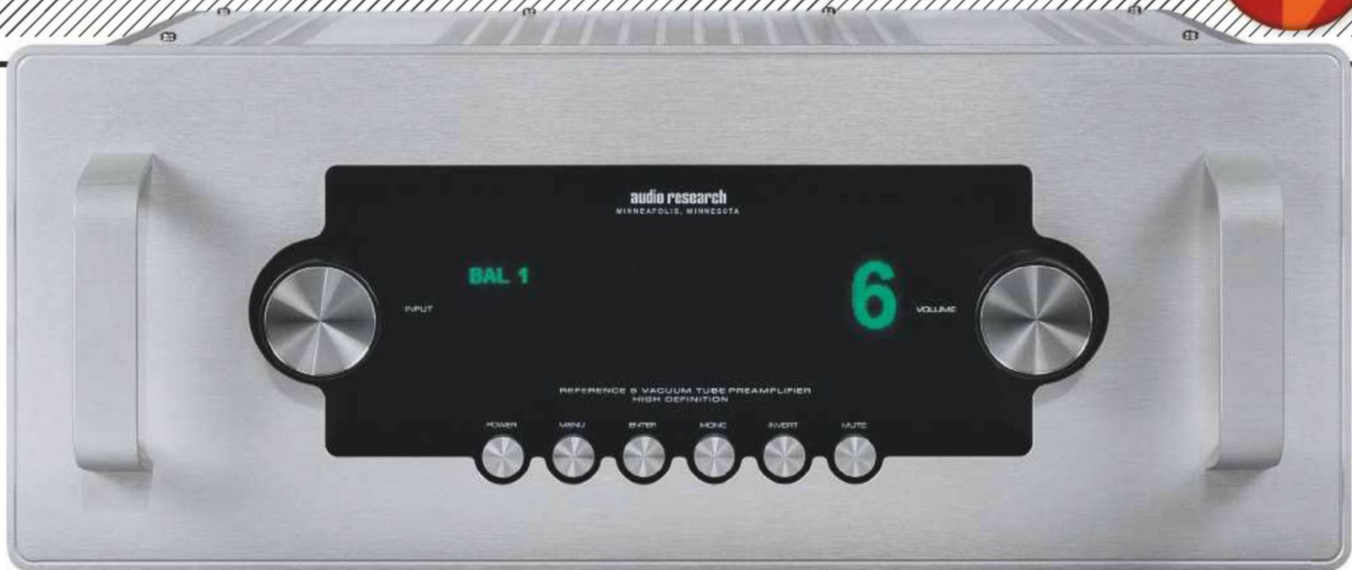 audio research
MINNEAPOLIS, MINNESOTA
BAL 1
6
INPUT
VOLUME
REFERENCE 6 VACUUM TUBE PREAMPLIFIER
HIGH DEFINITION
POWER MENU ENTER MONO INVERT MUTE